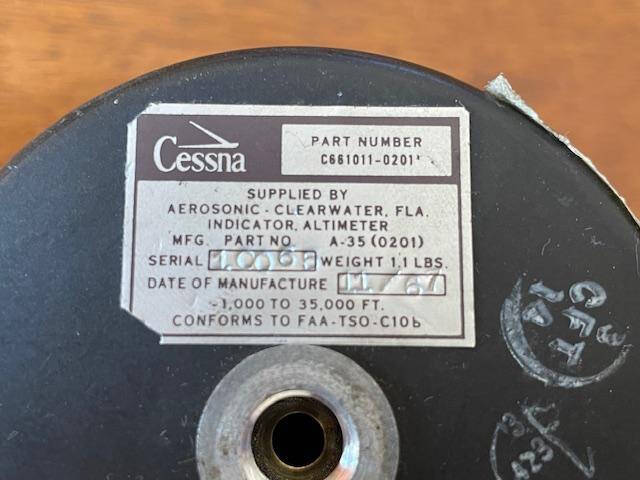 Cessna
PART NUMBER
C661011-0201
SUPPLIED BY
AEROSONIC - CLEARWATER, FLA.
INDICATOR, ALTIMETER
MFG. PART NO. A-35 (0201)
SERIAL WEIGHT 1.1 LBS.
DATE OF MANUFACTURE 11/67
-1,000 TO 35,000 FT.
CONFORMS TO FAA-TSO-C10b
CFT